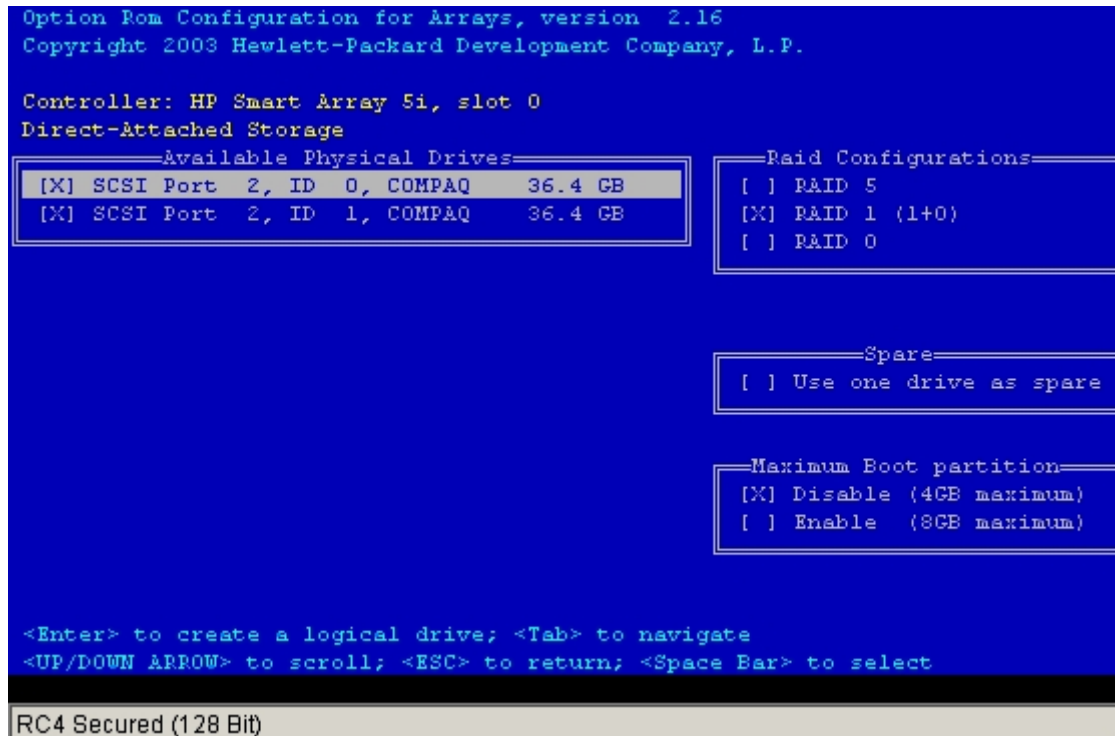 Option Rom Configuration for Arrays, version  2.16
Copyright 2003 Hewlett-Packard Development Company, L.P.
Controller: HP Smart Array 5i, slot 0
Direct-Attached Storage
Available Physical Drives
[X] SCSI Port  2, ID  0, COMPAQ   36.4 GB
[X] SCSI Port  2, ID  1, COMPAQ   36.4 GB
Raid Configurations
[ ] RAID 5
[X] RAID 1 (1+0)
[ ] RAID 0
Spare
[ ] Use one drive as spare
Maximum Boot partition
[X] Disable (4GB maximum)
[ ] Enable  (8GB maximum)
<Enter> to create a logical drive; <Tab> to navigate
<UP/DOWN ARROW> to scroll; <ESC> to return; <Space Bar> to select
RC4 Secured (128 Bit)